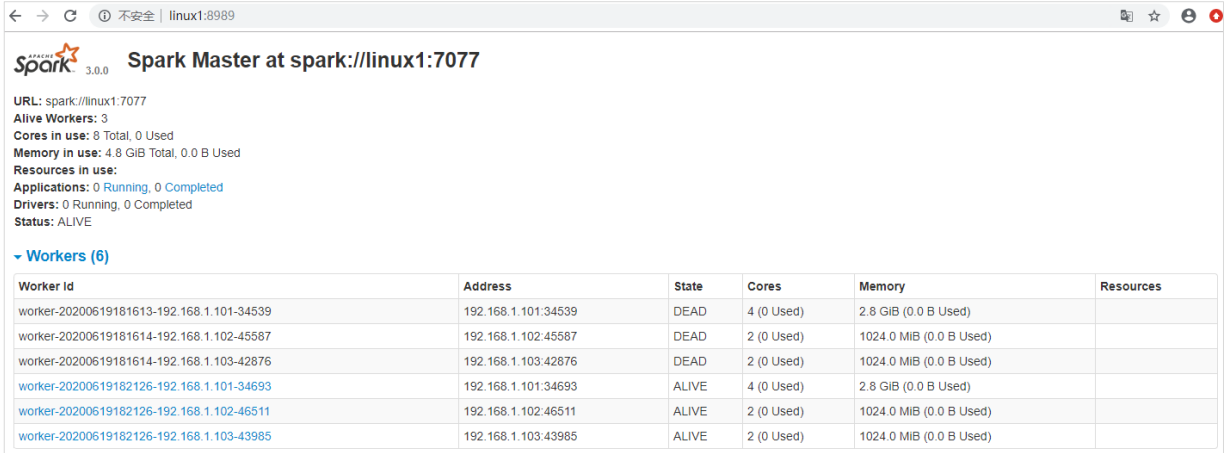 不安全 | linux1:8989
APACHE Spark 3.0.0 Spark Master at spark://linux1:7077
URL: spark://linux1:7077
Alive Workers: 3
Cores in use: 8 Total, 0 Used
Memory in use: 4.8 GiB Total, 0.0 B Used
Resources in use:
Applications: 0 Running, 0 Completed
Drivers: 0 Running, 0 Completed
Status: ALIVE
Workers (6)
Worker Id Address State Cores Memory Resources
worker-20200619181613-192.168.1.101-34539 192.168.1.101:34539 DEAD 4 (0 Used) 2.8 GiB (0.0 B Used)
worker-20200619181614-192.168.1.102-45587 192.168.1.102:45587 DEAD 2 (0 Used) 1024.0 MiB (0.0 B Used)
worker-20200619181614-192.168.1.103-42876 192.168.1.103:42876 DEAD 2 (0 Used) 1024.0 MiB (0.0 B Used)
worker-20200619182126-192.168.1.101-34693 192.168.1.101:34693 ALIVE 4 (0 Used) 2.8 GiB (0.0 B Used)
worker-20200619182126-192.168.1.102-46511 192.168.1.102:46511 ALIVE 2 (0 Used) 1024.0 MiB (0.0 B Used)
worker-20200619182126-192.168.1.103-43985 192.168.1.103:43985 ALIVE 2 (0 Used) 1024.0 MiB (0.0 B Used)